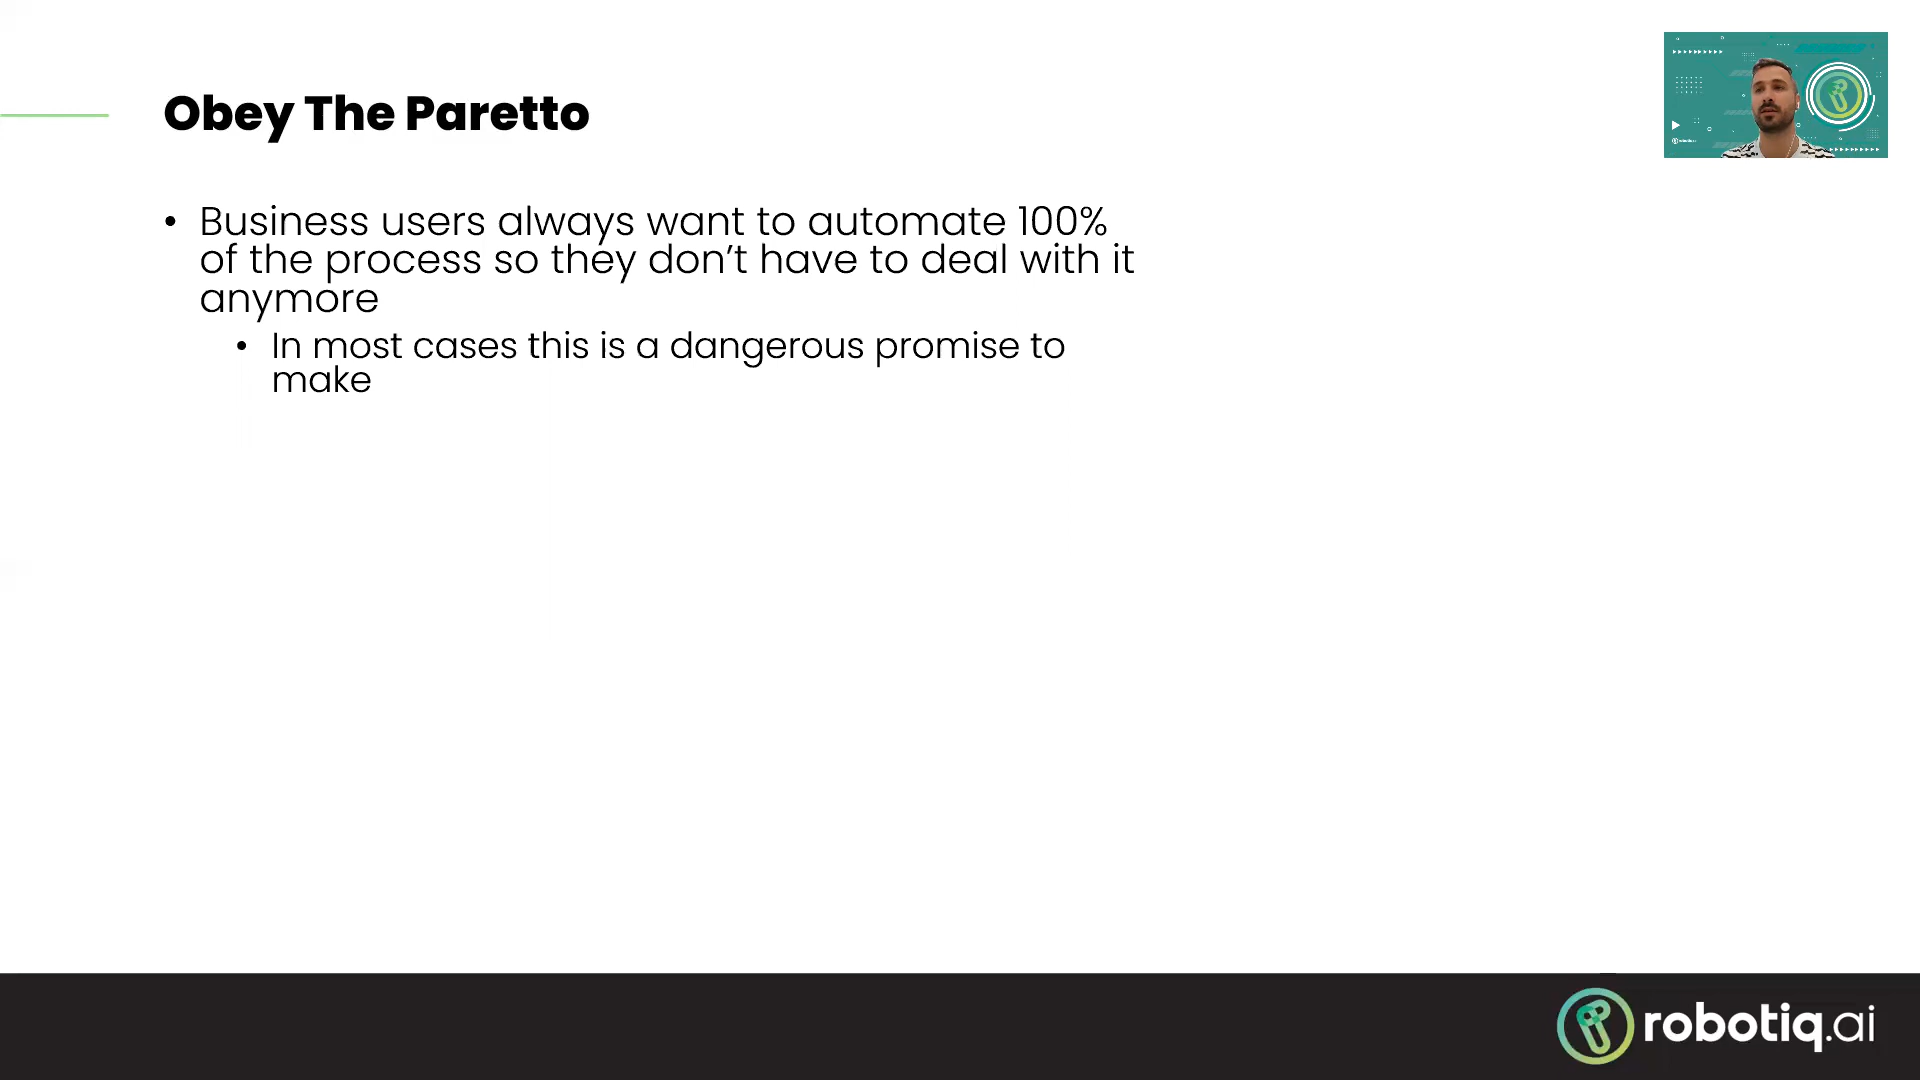 Obey The Paretto
• Business users always want to automate 100%
of the process so they don’t have to deal with it
anymore
• In most cases this is a dangerous promise to
make
robotiq.ai